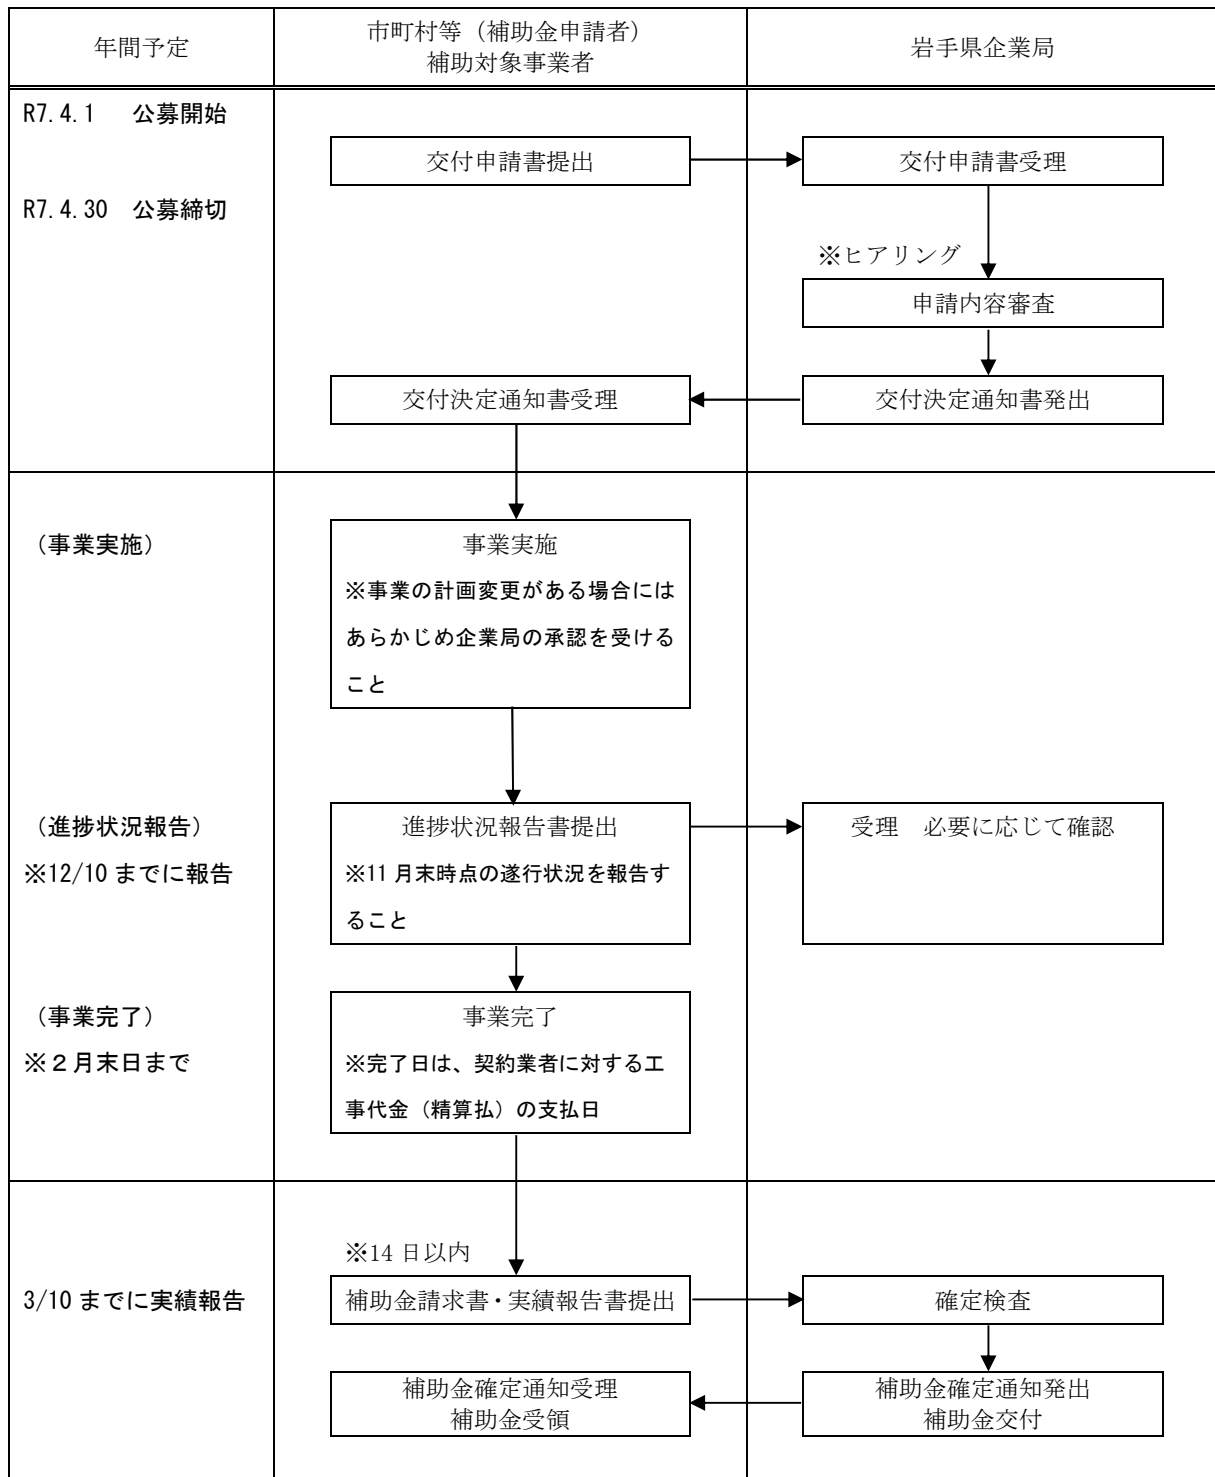 年間予定
市町村等（補助金申請者）
補助対象事業者
岩手県企業局
R7.4.1　公募開始
交付申請書提出
交付申請書受理
R7.4.30　公募締切
※ヒアリング
申請内容審査
交付決定通知書受理
交付決定通知書発出
（事業実施）
事業実施
※事業の計画変更がある場合には
あらかじめ企業局の承認を受ける
こと
（進捗状況報告）
※12/10 までに報告
進捗状況報告書提出
※11 月末時点の遂行状況を報告す
ること
受理　必要に応じて確認
（事業完了）
※２月末日まで
事業完了
※完了日は、契約業者に対する工
事代金（精算払）の支払日
※14 日以内
3/10 までに実績報告
補助金請求書・実績報告書提出
確定検査
補助金確定通知受理
補助金受領
補助金確定通知発出
補助金交付